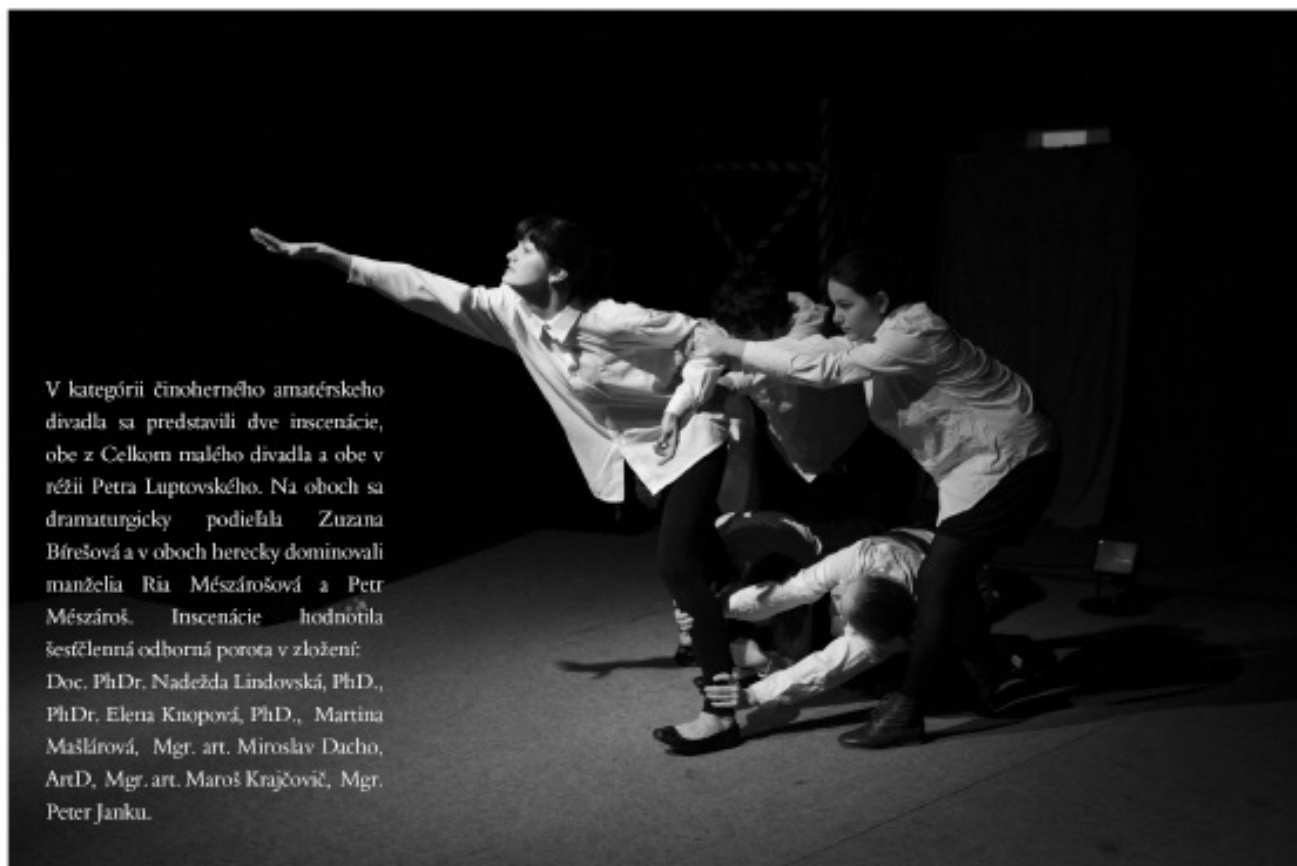 V kategórii činoherného amatérskeho
divadla sa predstavili dve inscenácie,
obe z Celkom malého divadla a obe v
réžii Petra Luptovského. Na oboch sa
dramaturgicky podieľala Zuzana
Bírešová a v oboch herecky dominovali
manželia Ria Mészárošová a Petr
Mészároš. Inscenácie hodnotila
šesťčlenná odborná porota v zložení:
Doc. PhDr. Nadežda Lindovská, PhD.,
PhDr. Elena Knopová, PhD., Martina
Mašlárová, Mgr. art. Miroslav Dacho,
ArtD, Mgr. art. Maroš Krajčovič, Mgr.
Peter Janku.